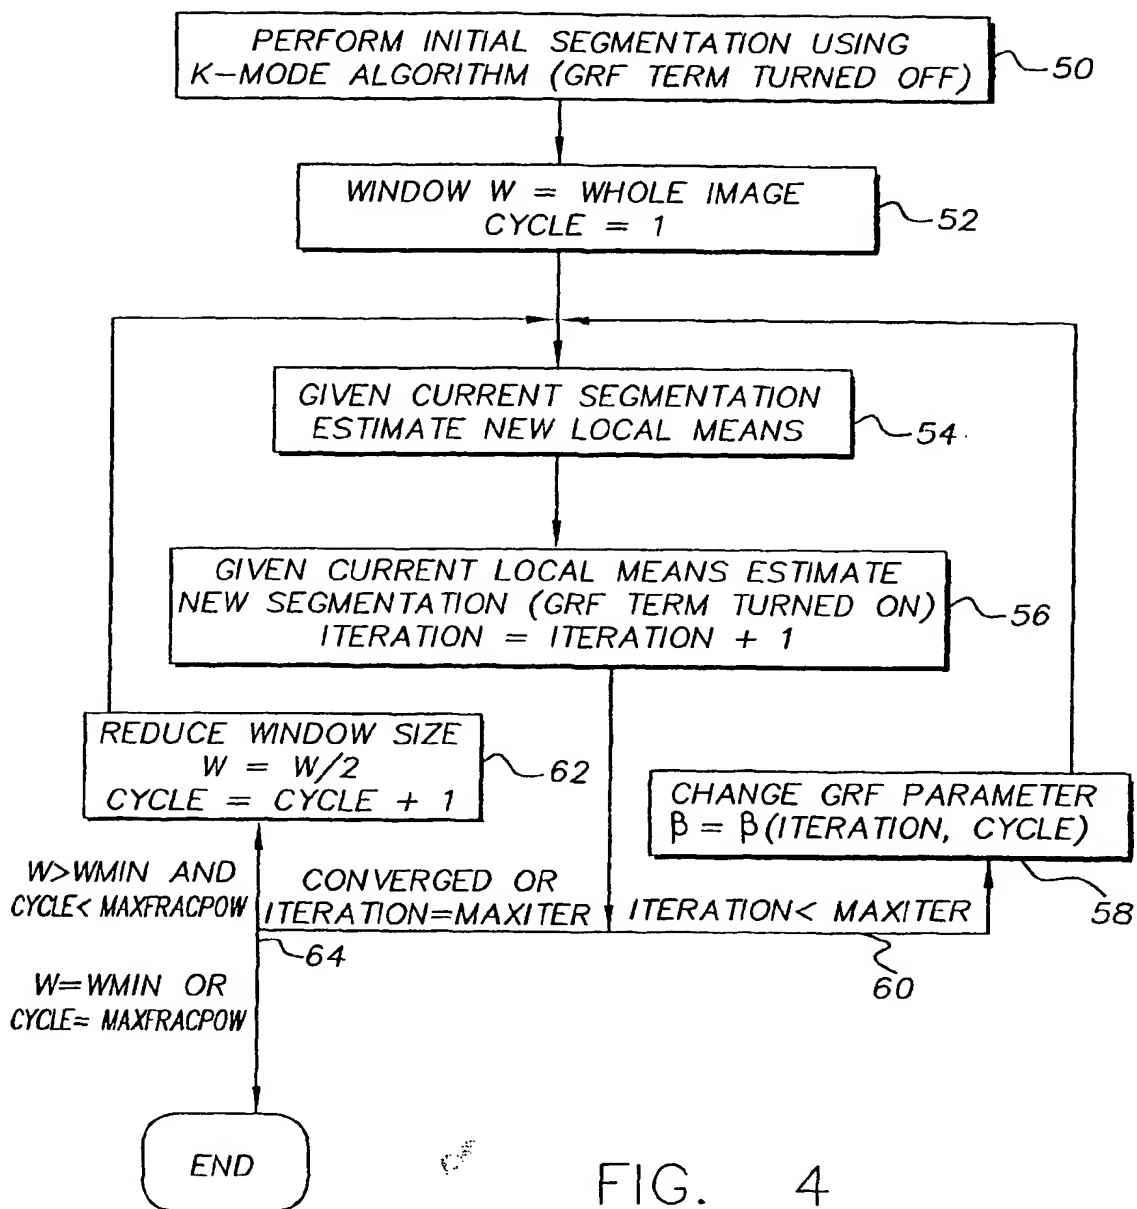 PERFORM INITIAL SEGMENTATION USING
K-MODE ALGORITHM (GRF TERM TURNED OFF)
50
WINDOW W = WHOLE IMAGE
CYCLE = 1
52
GIVEN CURRENT SEGMENTATION
ESTIMATE NEW LOCAL MEANS
54
GIVEN CURRENT LOCAL MEANS ESTIMATE
NEW SEGMENTATION (GRF TERM TURNED ON)
ITERATION = ITERATION + 1
56
REDUCE WINDOW SIZE
W = W/2
CYCLE = CYCLE + 1
62
CHANGE GRF PARAMETER
β = β(ITERATION, CYCLE)
58
W>WMIN AND
CYCLE< MAXFRACPOW
CONVERGED OR
ITERATION=MAXITER
ITERATION< MAXITER
60
64
W=WMIN OR
CYCLE= MAXFRACPOW
END
FIG. 4